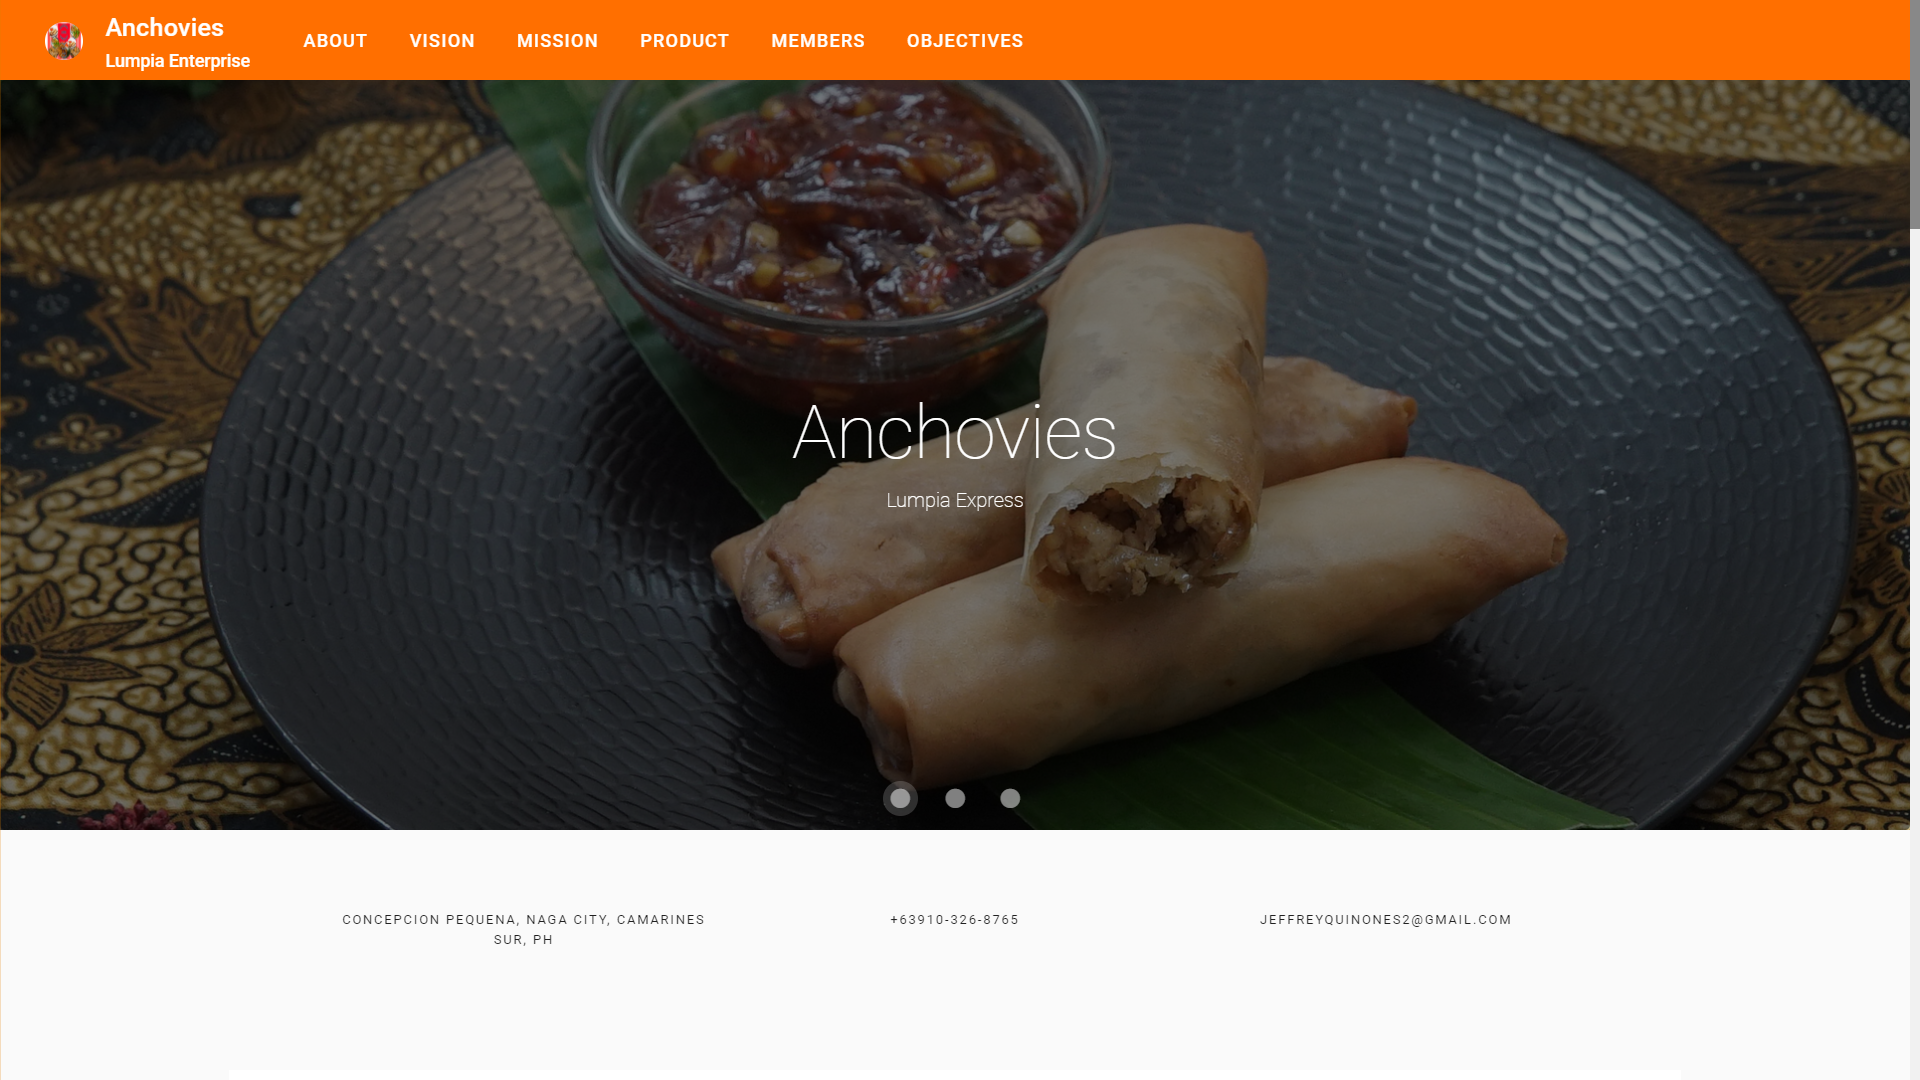 Anchovies
Lumpia Enterprise
ABOUT
VISION
MISSION
PRODUCT
MEMBERS
OBJECTIVES
Anchovies
Lumpia Express
CONCEPCION PEQUENA, NAGA CITY, CAMARINES
SUR, PH
+63910-326-8765
JEFFREYQUINONES2@GMAIL.COM